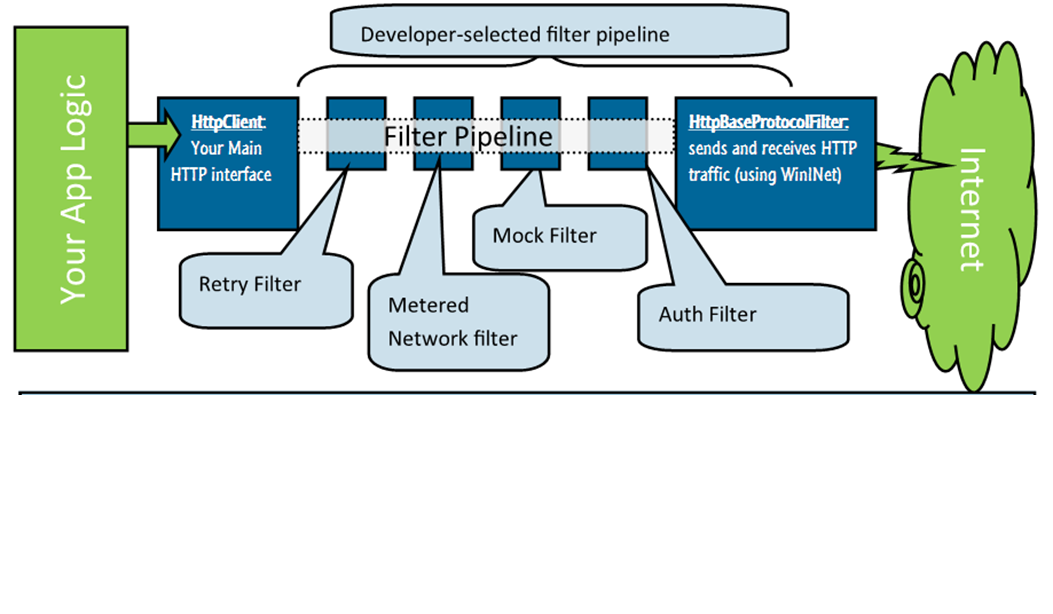 Developer-selected filter pipeline
Your App Logic
HttpClient:
Your Main
HTTP interface
Filter Pipeline
HttpBaseProtocolFilter:
sends and receives HTTP
traffic (using WinINet)
Internet
Retry Filter
Metered
Network filter
Mock Filter
Auth Filter